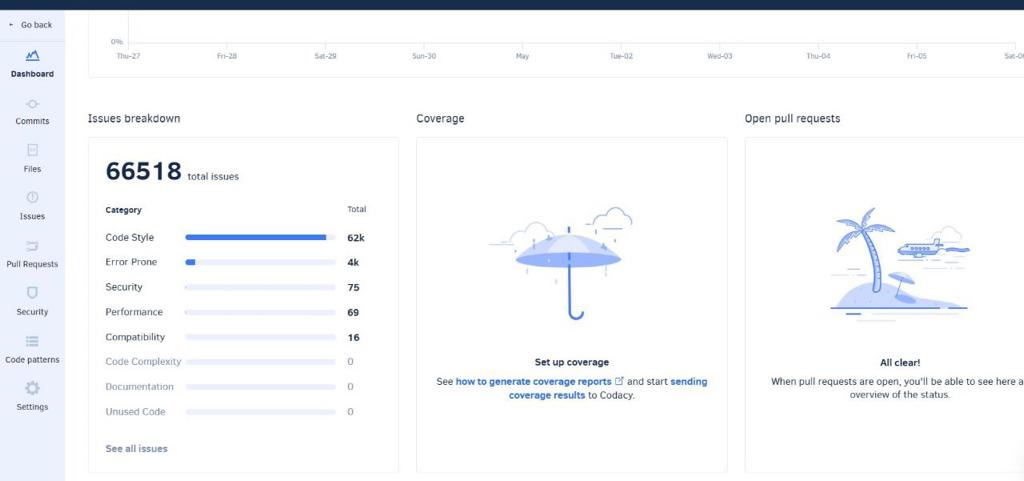 Go back
Dashboard
Commits
Files
Issues
Pull Requests
Security
Code patterns
Settings
0%
Thu-27 Fri-28 Sat-29 Sun-30 May Tue-02 Wed-03 Thu-04 Fri-05 Sat-0
Issues breakdown
66518 total issues
Category Total
Code Style 62k
Error Prone 4k
Security 75
Performance 69
Compatibility 16
Code Complexity 0
Documentation 0
Unused Code 0
See all issues
Coverage
Set up coverage
See how to generate coverage reports and start sending
coverage results to Codacy.
Open pull requests
All clear!
When pull requests are open, you'll be able to see here a
overview of the status.